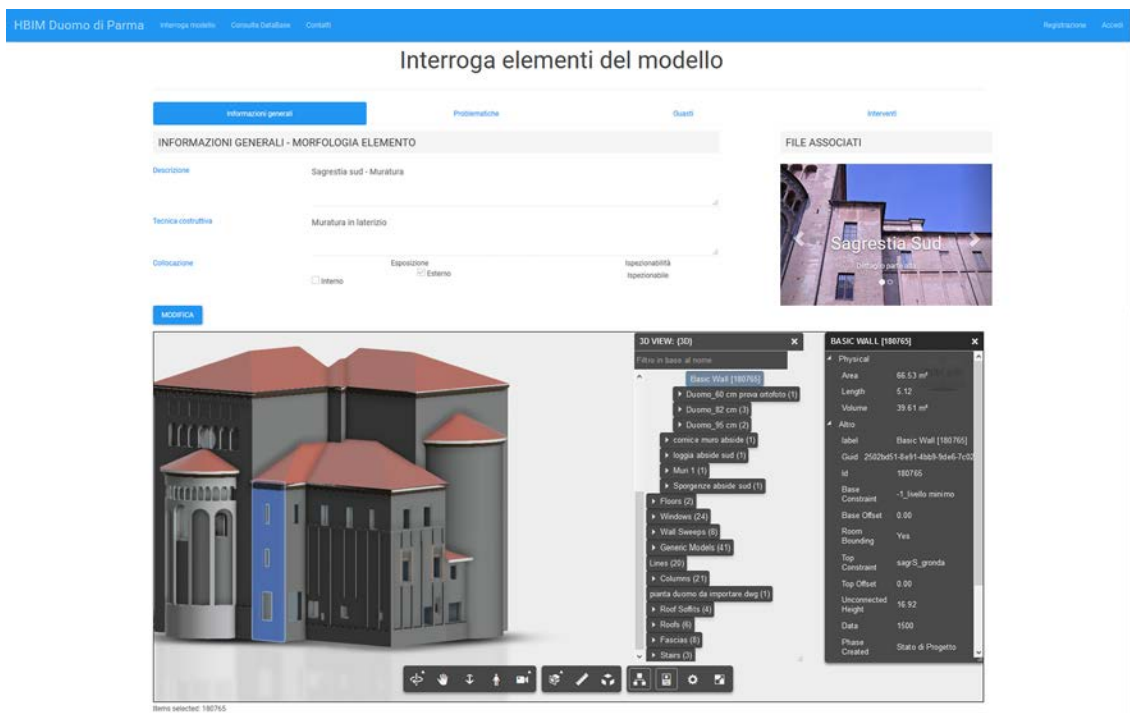 HBIM Duomo di Parma Interroga modello Consulta DataBase Contatti Registrazione Accedi
Interroga elementi del modello
Informazioni generali Problematiche Guasti Interventi
INFORMAZIONI GENERALI - MORFOLOGIA ELEMENTO
FILE ASSOCIATI
Descrizione Sagrestia sud - Muratura
Tecnica costruttiva Muratura in laterizio
Collocazione Esposizione Ispezionabilità
Esterno Ispezionabile
Interno
Sagrestia Sud
Dettaglio parte
MODIFICA
3D VIEW: {3D}
Filtro in base al nome
Basic Wall [180765]
Duomo_60 cm prova ortofoto (1)
Duomo_82 cm (3)
Duomo_95 cm (2)
cornice muro abside (1)
loggia abside sud (1)
Muri 1 (1)
Sporgenze abside sud (1)
Floors (2)
Windows (24)
Wall Sweeps (8)
Generic Models (41)
Lines (20)
Columns (21)
pianta duomo da importare dwg (1)
Roof Soffits (4)
Roofs (6)
Fascias (8)
Stairs (3)
BASIC WALL [180765]
Physical
Area 66.53 m²
Length 5.12
Volume 39.61 m³
Altro
label Basic Wall [180765]
Guid 2502bd51-8e91-4bb9-9de6-7c02
Id 180765
Base
Constraint -1_livello minimo
Base Offset 0.00
Room
Bounding Yes
Top
Constraint sagrS_gronda
Top Offset 0.00
Unconnected
Height 16.92
Data 1500
Phase
Created Stato di Progetto
Items selected: 180765